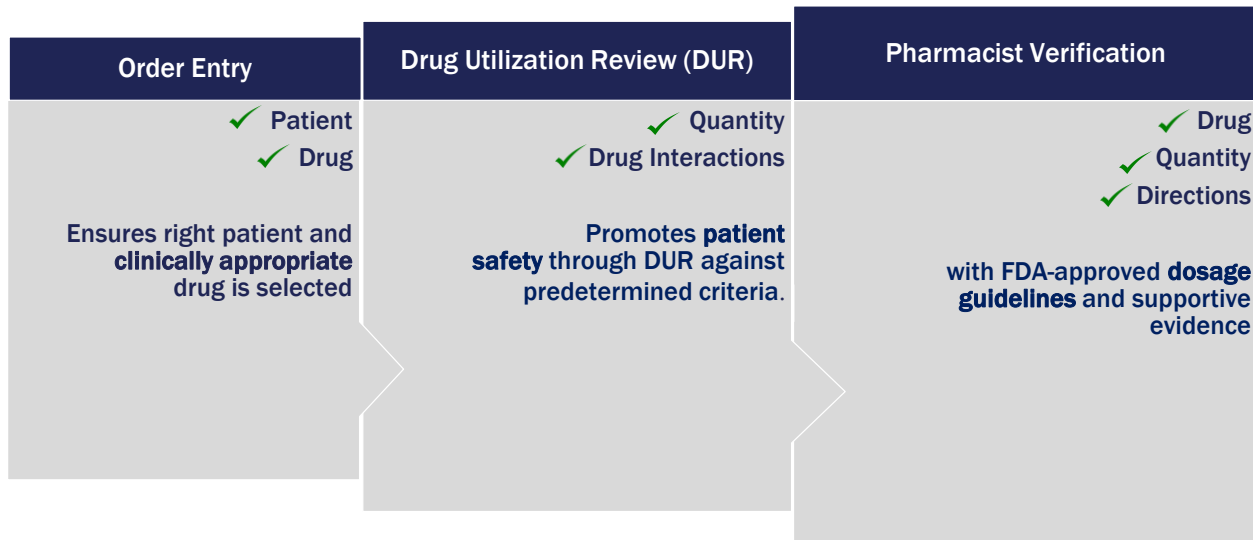 Order Entry
Patient
Drug
Ensures right patient and
clinically appropriate
drug is selected
Drug Utilization Review (DUR)
Quantity
Drug Interactions
Promotes patient
safety through DUR against
predetermined criteria.
Pharmacist Verification
Drug
Quantity
Directions
with FDA-approved dosage
guidelines and supportive
evidence